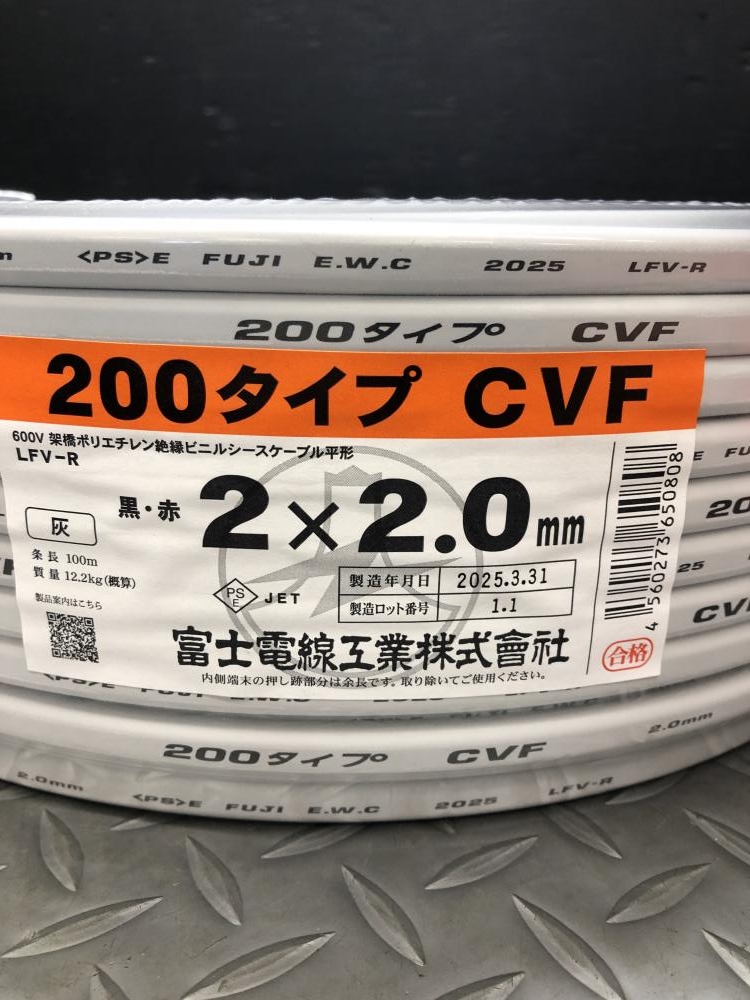 <PS>E FUJI E.W.C 2025 LFV-R
200タイプ CVF
200タイプ CVF
600V 架橋ポリエチレン絶縁ビニルシースケーブル平形
LFV-R
黒・赤 2×2.0mm
灰
条長 100m
質量 12.2kg(概算)
製品案内はこちら
PS
E
JET
製造年月日 2025.3.31
製造ロット番号 1.1
富士電線工業株式會社
内側端末の押し跡部分は余長です。取り除いてご使用ください。
4560273650808
合格
200タイプ CVF 2.0mm
2.0mm <PS>E FUJI E.W.C 2025 LFV-R